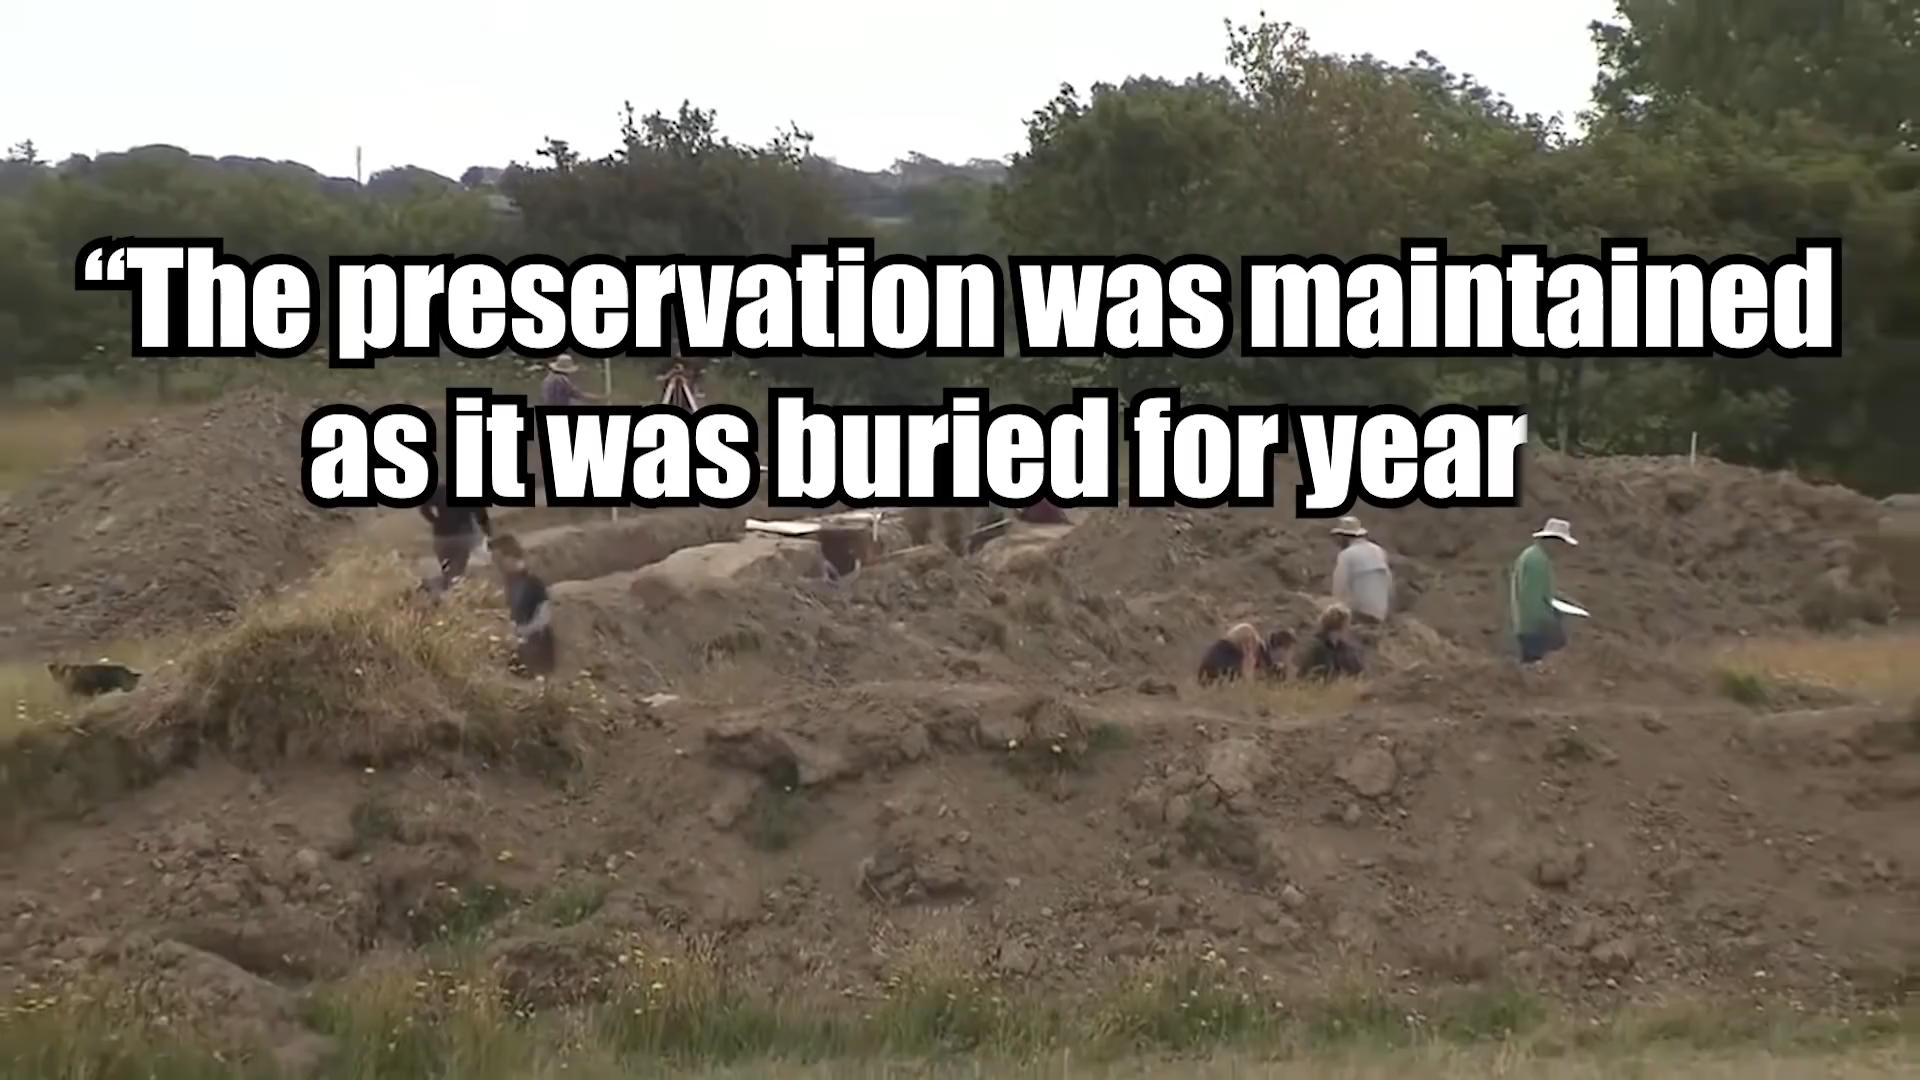 “The preservation was maintained
as it was buried for year